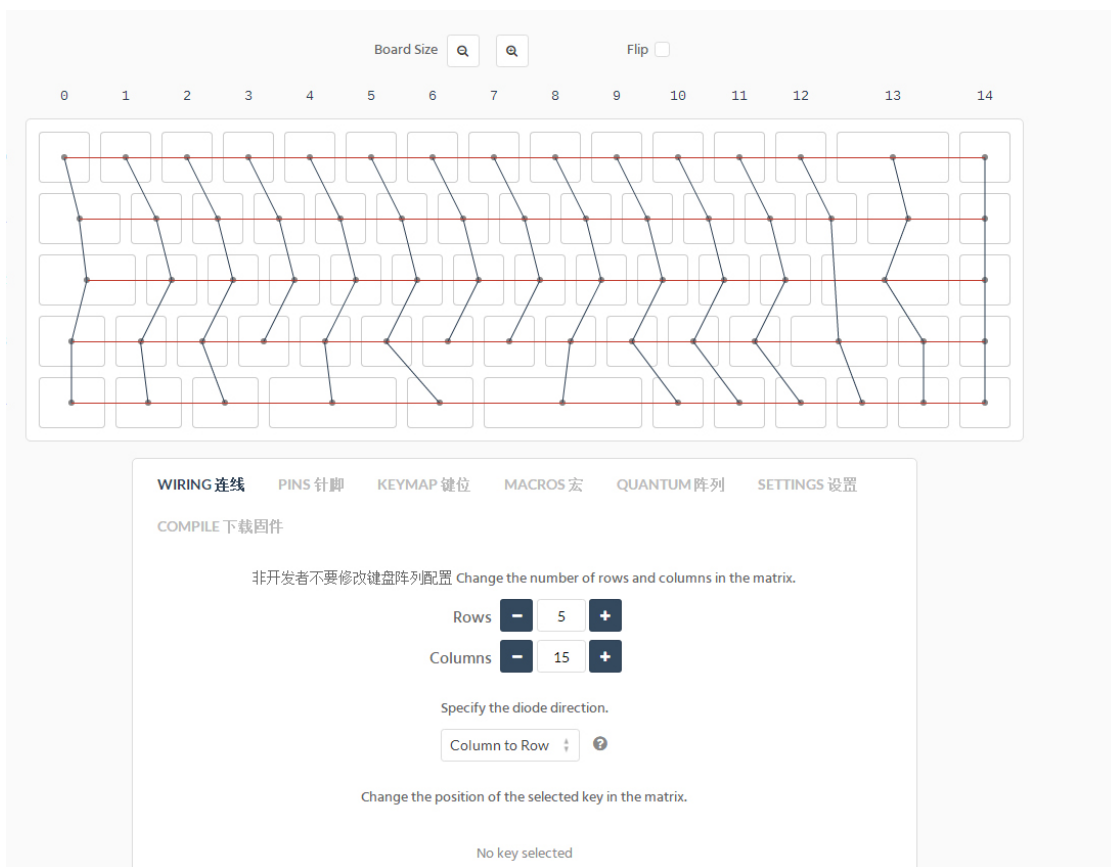 Board Size Flip
0 1 2 3 4 5 6 7 8 9 10 11 12 13 14
WIRING 连线 PINS 针脚 KEYMAP 键位 MACROS 宏 QUANTUM 阵列 SETTINGS 设置
COMPILE 下载固件
非开发者不要修改键盘阵列配置 Change the number of rows and columns in the matrix.
Rows − 5 +
Columns − 15 +
Specify the diode direction.
Column to Row ?
Change the position of the selected key in the matrix.
No key selected